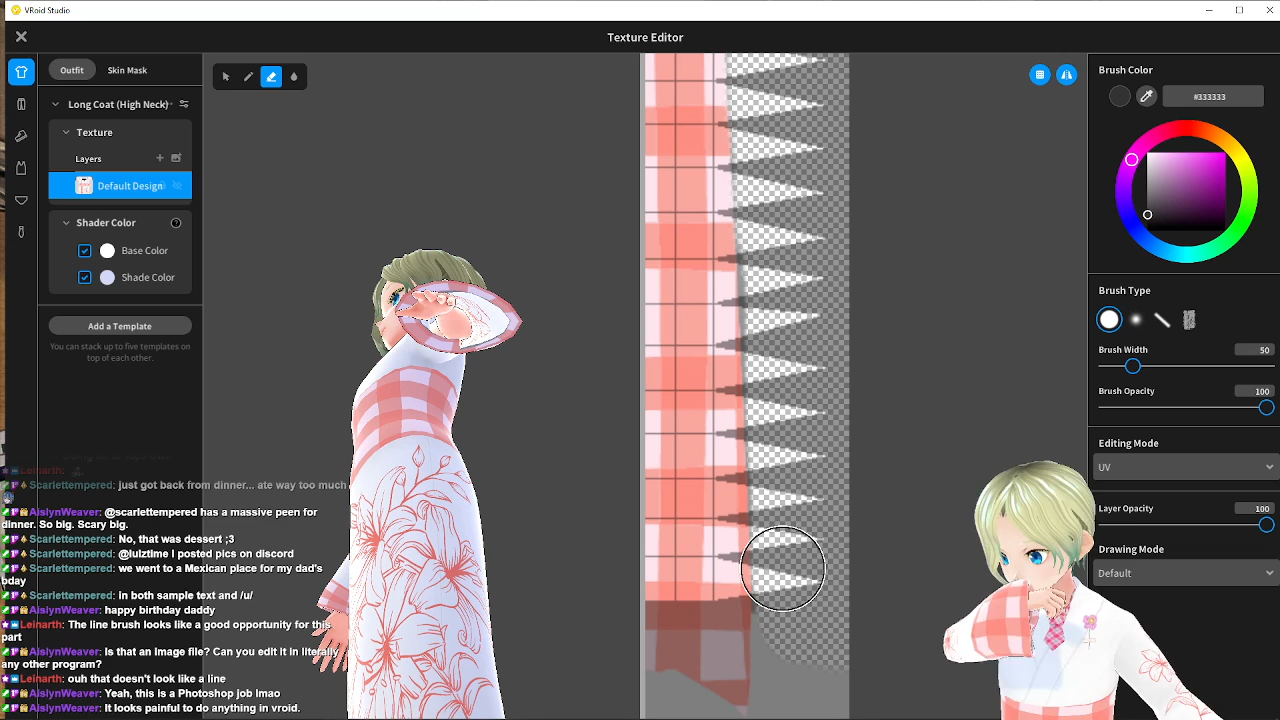 VRoid Studio
Texture Editor
Outfit
Skin Mask
Long Coat (High Neck)
Texture
Layers
Default Design
Shader Color
Base Color
Shade Color
Add a Template
You can stack up to five templates on
top of each other.
Brush Color
#333333
Brush Type
Brush Width
50
Brush Opacity
100
Editing Mode
UV
Layer Opacity
100
Drawing Mode
Default
Leinarth:
Scarlettempered: just got back from dinner... ate way too much
AislynWeaver: @scarlettempered has a massive peen for
dinner. So big. Scary big.
Scarlettempered: No, that was dessert ;3
Scarlettempered: @lulztime I posted pics on discord
Scarlettempered: we went to a Mexican place for my dad's
bday
Scarlettempered: in both sample text and /u/
AislynWeaver: happy birthday daddy
Leinarth: The line brush looks like a good opportunity for this
part
AislynWeaver: Is that an image file? Can you edit it in literally
any other program?
Leinarth: ouh that doesn't look like a line
AislynWeaver: Yeah, this is a Photoshop job lmao
AislynWeaver: It looks painful to do anything in vroid.